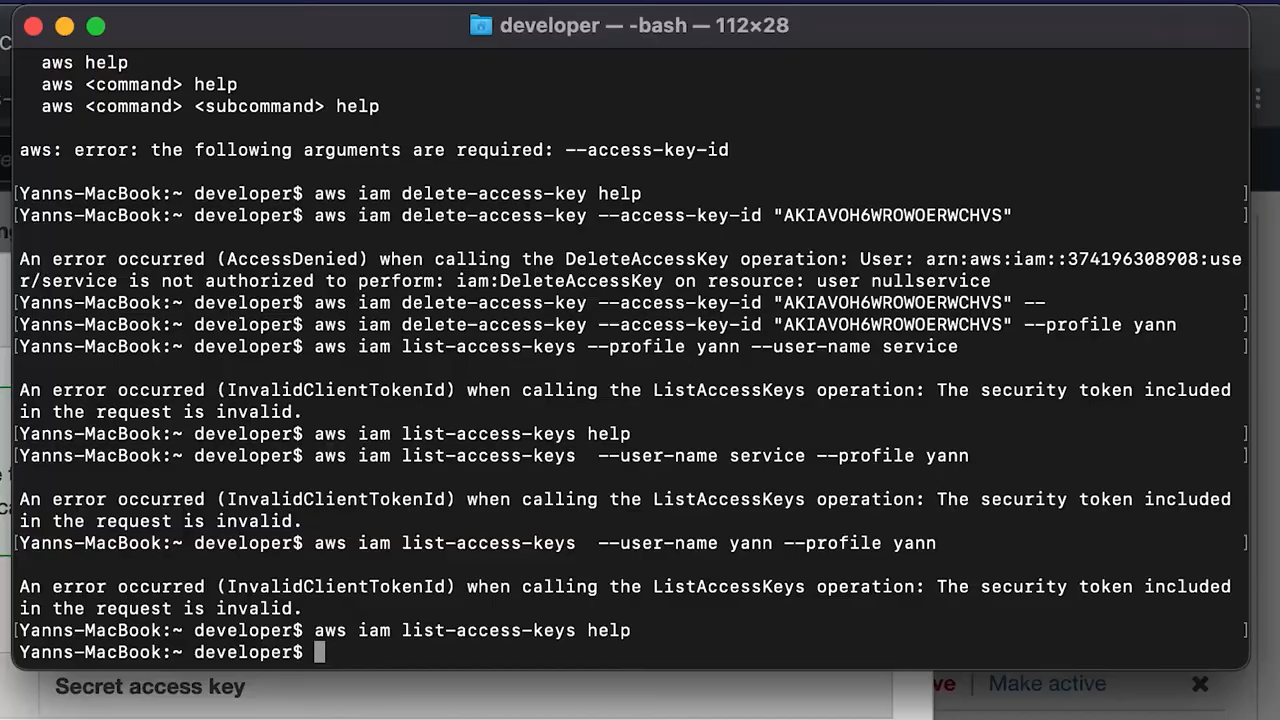 developer — -bash — 112×28
aws help
aws <command> help
aws <command> <subcommand> help
aws: error: the following arguments are required: --access-key-id
[Yanns-MacBook:~ developer$ aws iam delete-access-key help ]
[Yanns-MacBook:~ developer$ aws iam delete-access-key --access-key-id "AKIAVOH6WROWOERWCHVS" ]
An error occurred (AccessDenied) when calling the DeleteAccessKey operation: User: arn:aws:iam::374196308908:use
r/service is not authorized to perform: iam:DeleteAccessKey on resource: user nullservice
[Yanns-MacBook:~ developer$ aws iam delete-access-key --access-key-id "AKIAVOH6WROWOERWCHVS" -- ]
[Yanns-MacBook:~ developer$ aws iam delete-access-key --access-key-id "AKIAVOH6WROWOERWCHVS" --profile yann ]
[Yanns-MacBook:~ developer$ aws iam list-access-keys --profile yann --user-name service ]
An error occurred (InvalidClientTokenId) when calling the ListAccessKeys operation: The security token included
in the request is invalid.
[Yanns-MacBook:~ developer$ aws iam list-access-keys help ]
[Yanns-MacBook:~ developer$ aws iam list-access-keys  --user-name service --profile yann ]
An error occurred (InvalidClientTokenId) when calling the ListAccessKeys operation: The security token included
in the request is invalid.
[Yanns-MacBook:~ developer$ aws iam list-access-keys  --user-name yann --profile yann ]
An error occurred (InvalidClientTokenId) when calling the ListAccessKeys operation: The security token included
in the request is invalid.
[Yanns-MacBook:~ developer$ aws iam list-access-keys help ]
Yanns-MacBook:~ developer$
Secret access key
ve | Make active ✖